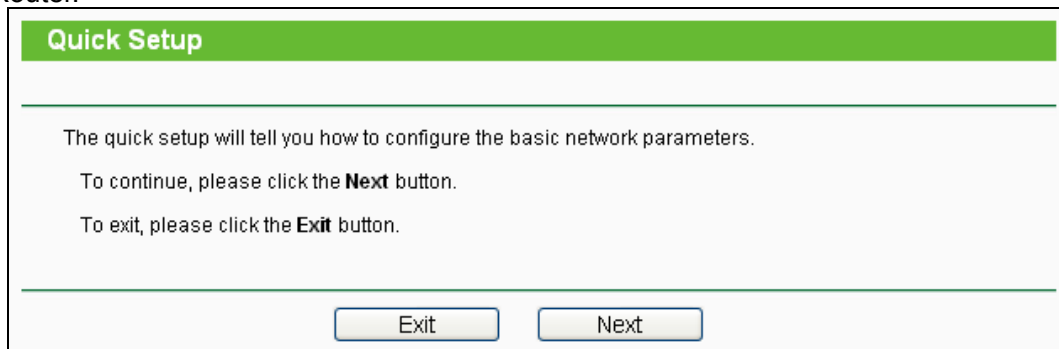 Quick Setup
The quick setup will tell you how to configure the basic network parameters.
To continue, please click the Next button.
To exit, please click the Exit button.
Exit Next